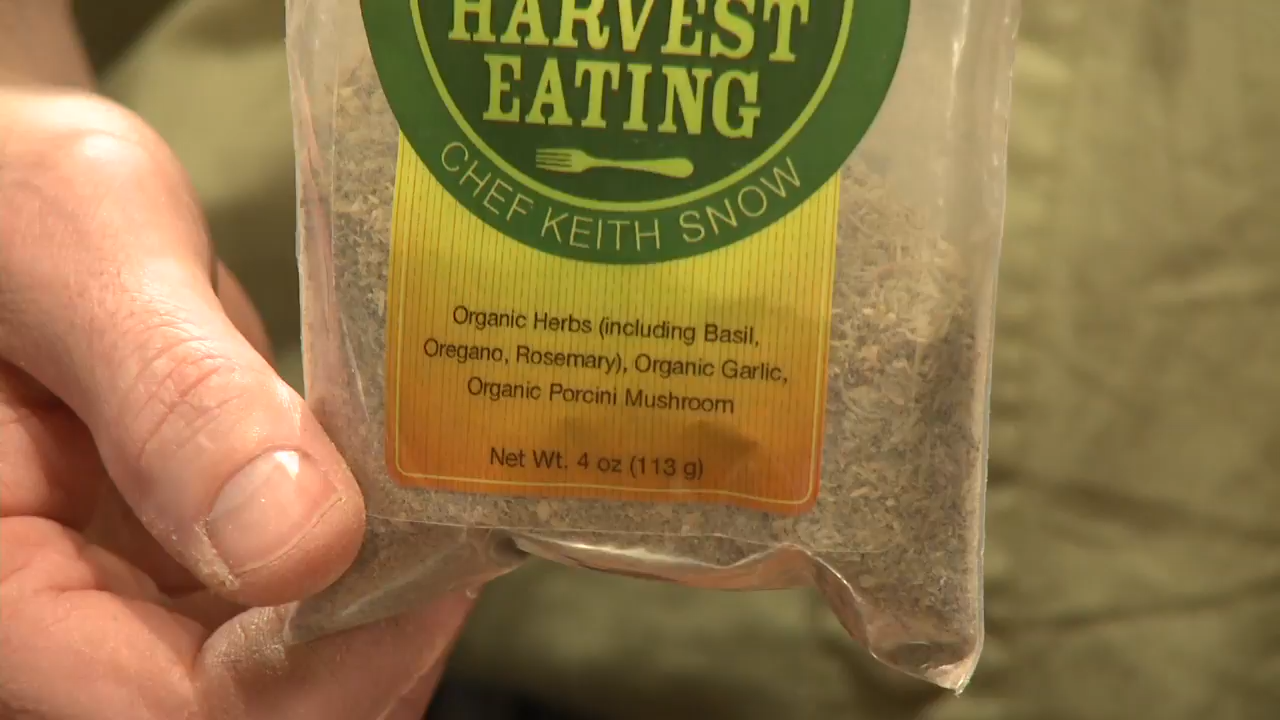 HARVEST
EATING
CHEF KEITH SNOW
Organic Herbs (including Basil,
Oregano, Rosemary), Organic Garlic,
Organic Porcini Mushroom
Net Wt. 4 oz (113 g)